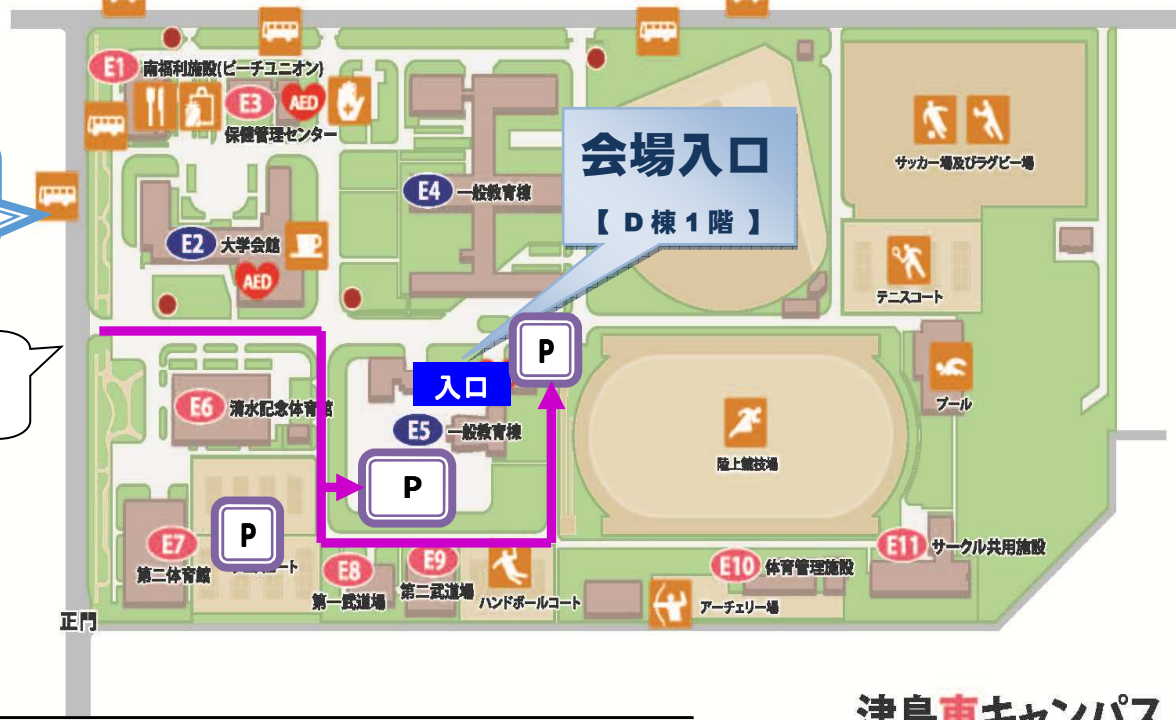 E1
南福利施設(ピーチユニオン)
E3
AED
保健管理センター
E4
一般教育棟
会場入口
【 D 棟 1 階 】
サッカー場及びラグビー場
E2
大学会館
AED
テニスコート
P
入口
プール
E6
清水記念体育館
E5
一般教育棟
陸上競技場
P
P
E7
第二体育館
コート
E8
第一武道場
E9
第二武道場
ハンドボールコート
E10
体育管理施設
E11
サークル共用施設
アーチェリー場
正門
津島東キャンパス